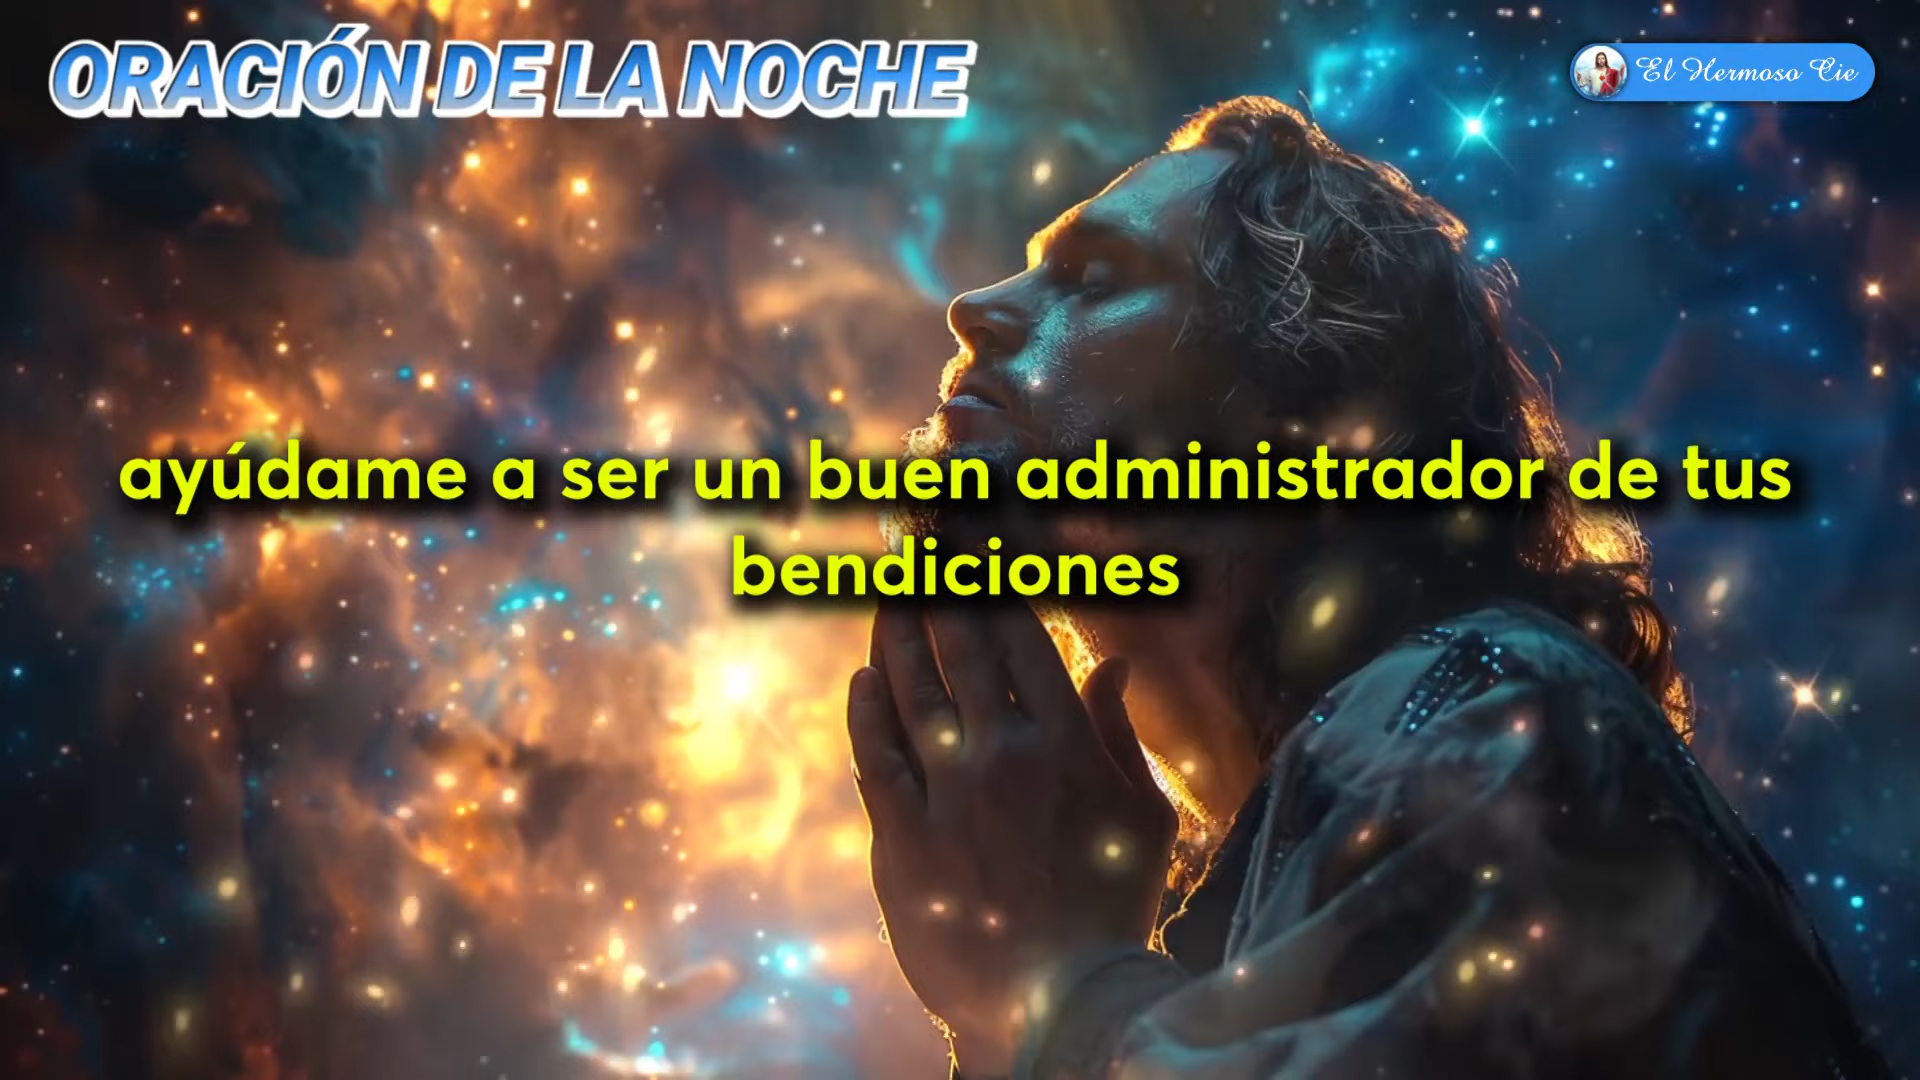 ORACIÓN DE LA NOCHE
El Hermoso Cie
ayúdame a ser un buen administrador de tus
bendiciones